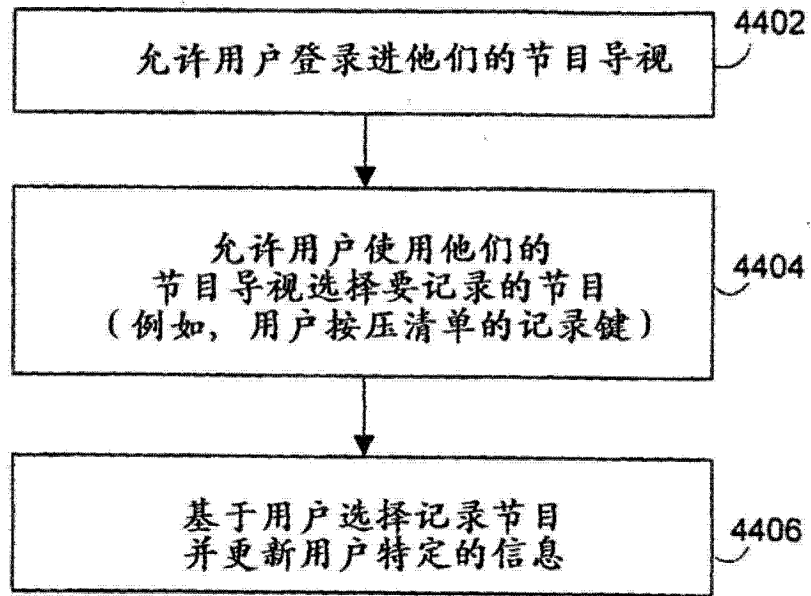 4402
允许用户登录进他们的节目导视
允许用户使用他们的
节目导视选择要记录的节目
（例如，用户按压清单的记录键）
4404
基于用户选择记录节目
并更新用户特定的信息
4406